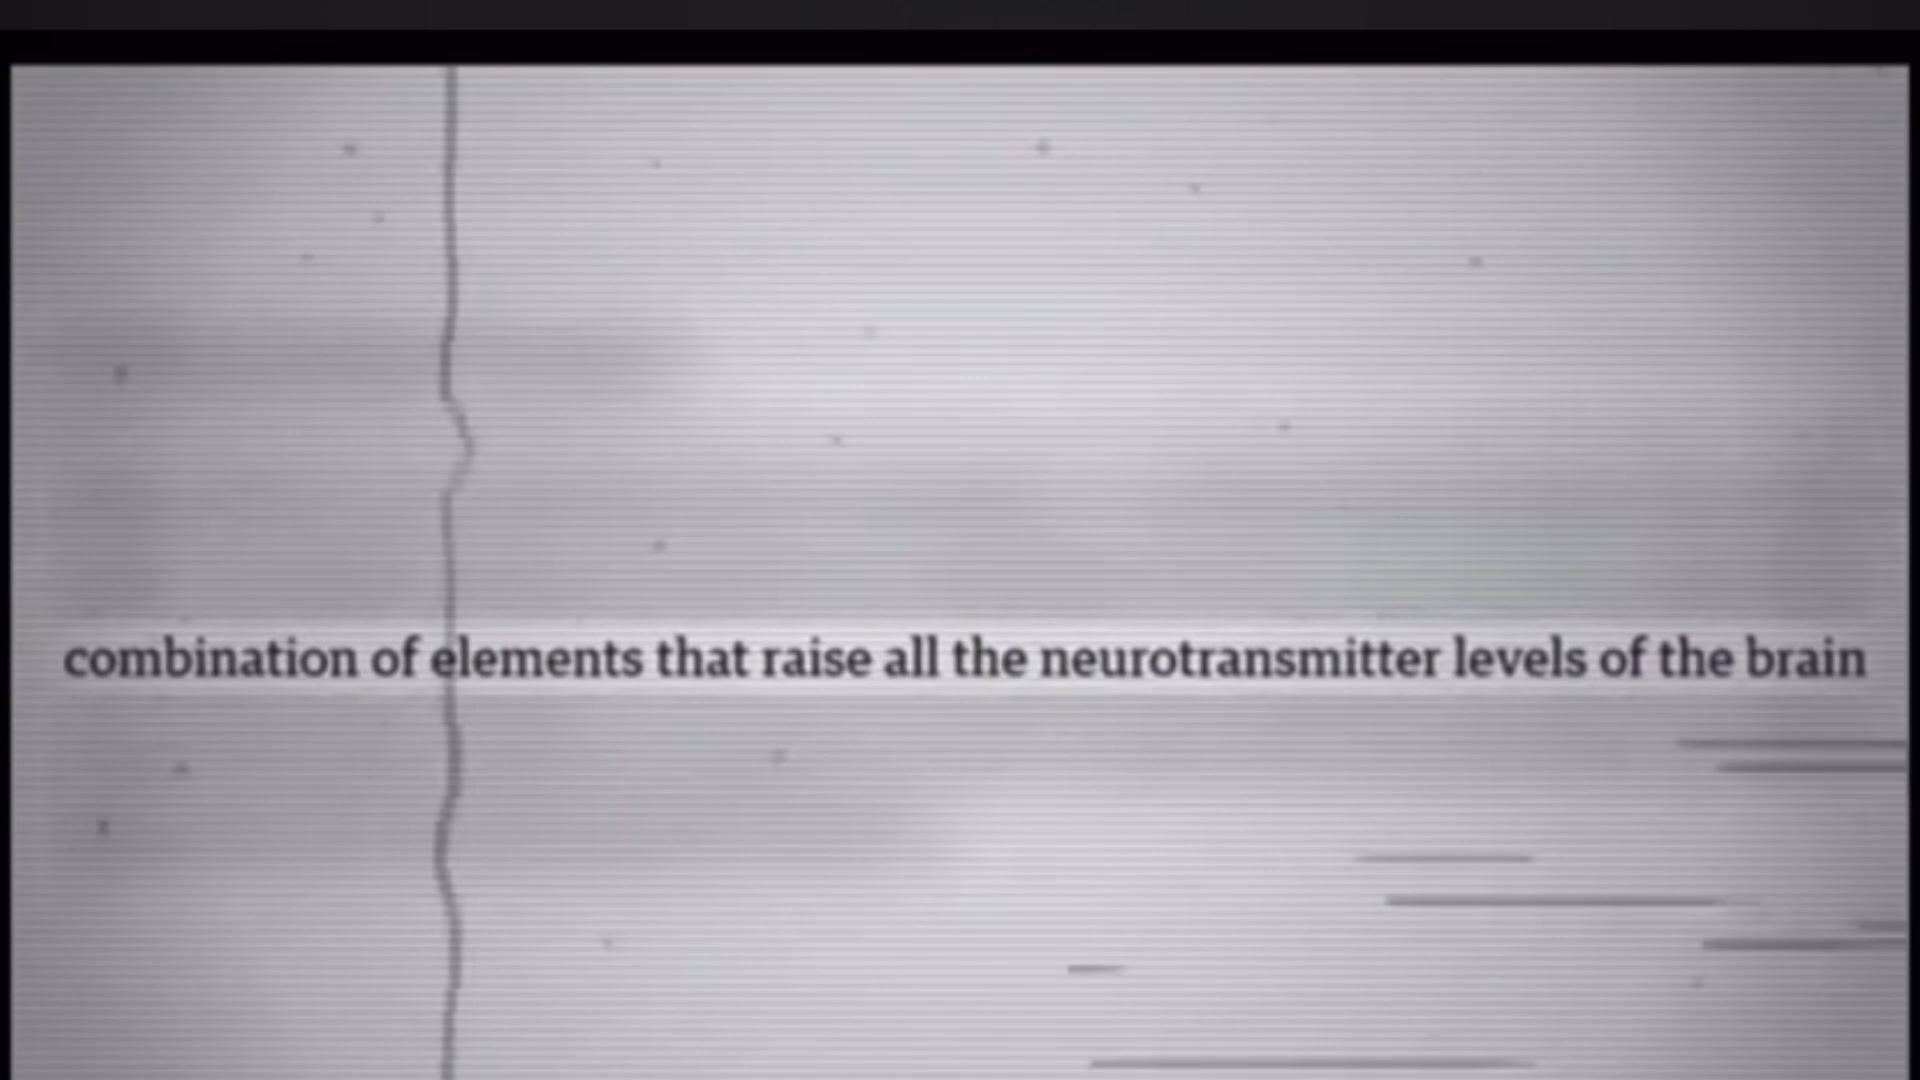 combination of elements that raise all the neurotransmitter levels of the brain